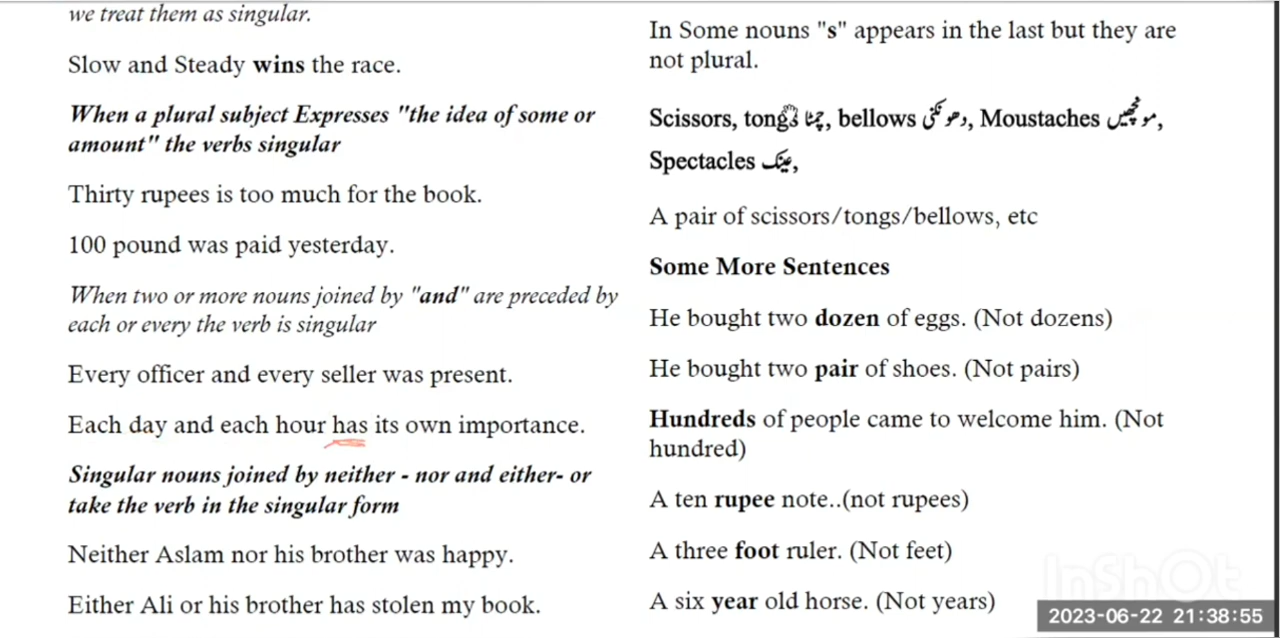 we treat them as singular.
Slow and Steady wins the race.
When a plural subject Expresses "the idea of some or
amount" the verbs singular
Thirty rupees is too much for the book.
100 pound was paid yesterday.
When two or more nouns joined by "and" are preceded by
each or every the verb is singular
Every officer and every seller was present.
Each day and each hour has its own importance.
Singular nouns joined by neither - nor and either- or
take the verb in the singular form
Neither Aslam nor his brother was happy.
Either Ali or his brother has stolen my book.
In Some nouns "s" appears in the last but they are
not plural.
Scissors, tongs چمٹا, bellows دھونکنی, Moustaches مونچھیں,
Spectacles عینک,
A pair of scissors/tongs/bellows, etc
Some More Sentences
He bought two dozen of eggs. (Not dozens)
He bought two pair of shoes. (Not pairs)
Hundreds of people came to welcome him. (Not
hundred)
A ten rupee note..(not rupees)
A three foot ruler. (Not feet)
A six year old horse. (Not years)
InShOt
2023-06-22 21:38:55